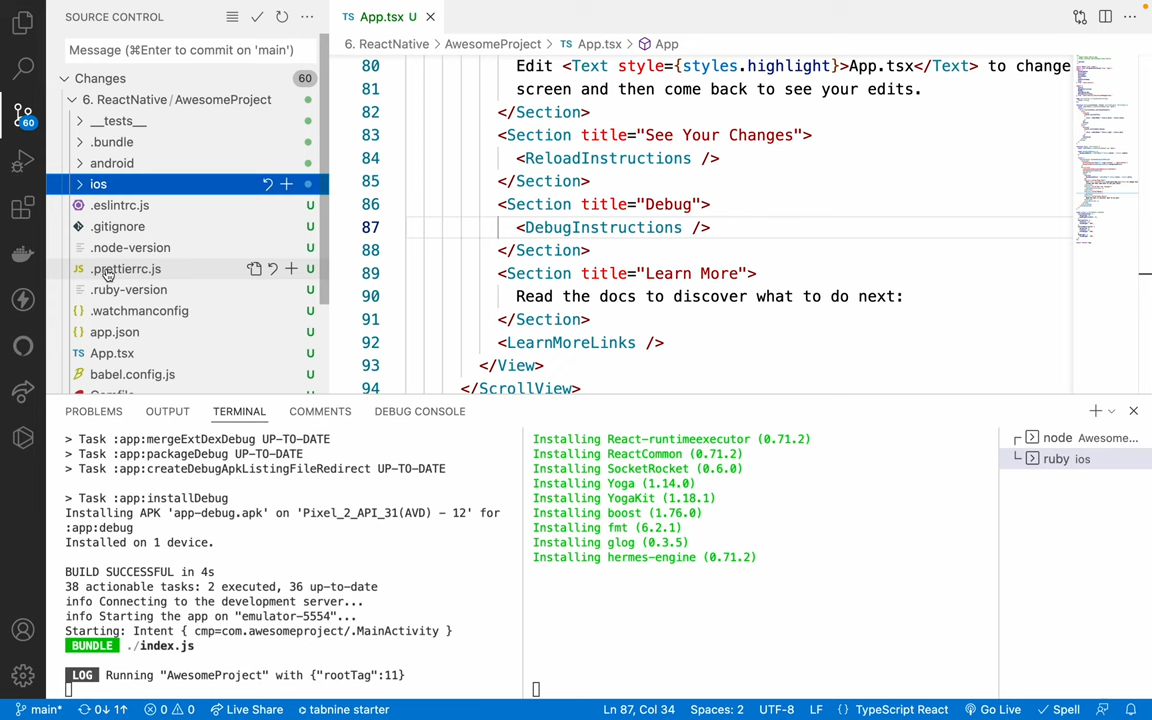 SOURCE CONTROL
Message (⌘Enter to commit on 'main')
Changes 60
6. ReactNative/AwesomeProject
__tests__
.bundle
android
ios
.eslintrc.js U
.gitignore U
.node-version U
.prettierrc.js U
.ruby-version U
.watchmanconfig U
app.json U
App.tsx U
babel.config.js U
60
TS App.tsx U
6. ReactNative > AwesomeProject > TS App.tsx > App
80 Edit <Text style={styles.highlight}>App.tsx</Text> to change
81 screen and then come back to see your edits.
82 </Section>
83 <Section title="See Your Changes">
84 <ReloadInstructions />
85 </Section>
86 <Section title="Debug">
87 <DebugInstructions />
88 </Section>
89 <Section title="Learn More">
90 Read the docs to discover what to do next:
91 </Section>
92 <LearnMoreLinks />
93 </View>
94 </ScrollView>
PROBLEMS OUTPUT TERMINAL COMMENTS DEBUG CONSOLE
> Task :app:mergeExtDexDebug UP-TO-DATE
> Task :app:packageDebug UP-TO-DATE
> Task :app:createDebugApkListingFileRedirect UP-TO-DATE
> Task :app:installDebug
Installing APK 'app-debug.apk' on 'Pixel_2_API_31(AVD) - 12' for
:app:debug
Installed on 1 device.
BUILD SUCCESSFUL in 4s
38 actionable tasks: 2 executed, 36 up-to-date
info Connecting to the development server...
info Starting the app on "emulator-5554"...
Starting: Intent { cmp=com.awesomeproject/.MainActivity }
BUNDLE ./index.js
LOG Running "AwesomeProject" with {"rootTag":11}
Installing React-runtimeexecutor (0.71.2)
Installing ReactCommon (0.71.2)
Installing SocketRocket (0.6.0)
Installing Yoga (1.14.0)
Installing YogaKit (1.18.1)
Installing boost (1.76.0)
Installing fmt (6.2.1)
Installing glog (0.3.5)
Installing hermes-engine (0.71.2)
node Awesome...
ruby ios
main* 0↓ 1↑ 0 0 Live Share tabnine starter Ln 87, Col 34 Spaces: 2 UTF-8 LF {} TypeScript React Go Live Spell